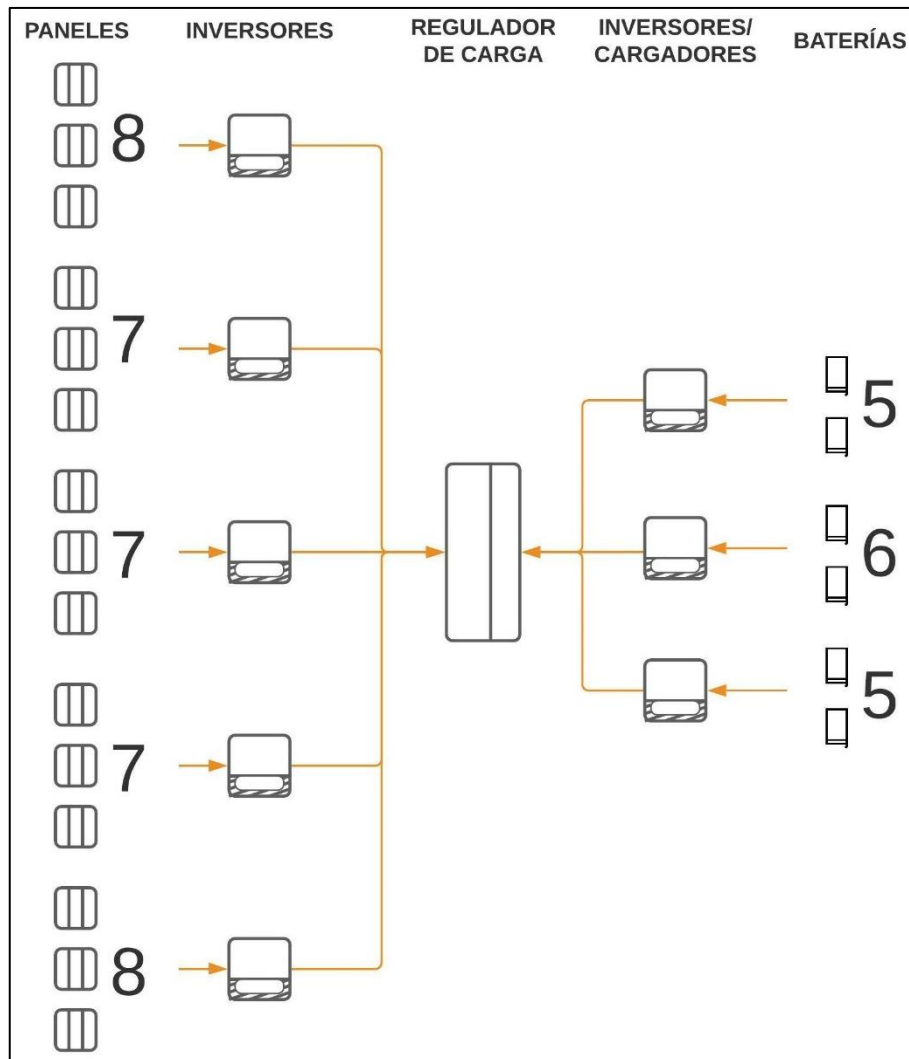 PANELES
INVERSORES
REGULADOR
DE CARGA
INVERSORES/
CARGADORES
BATERÍAS
8
7
7
7
8
5
6
5